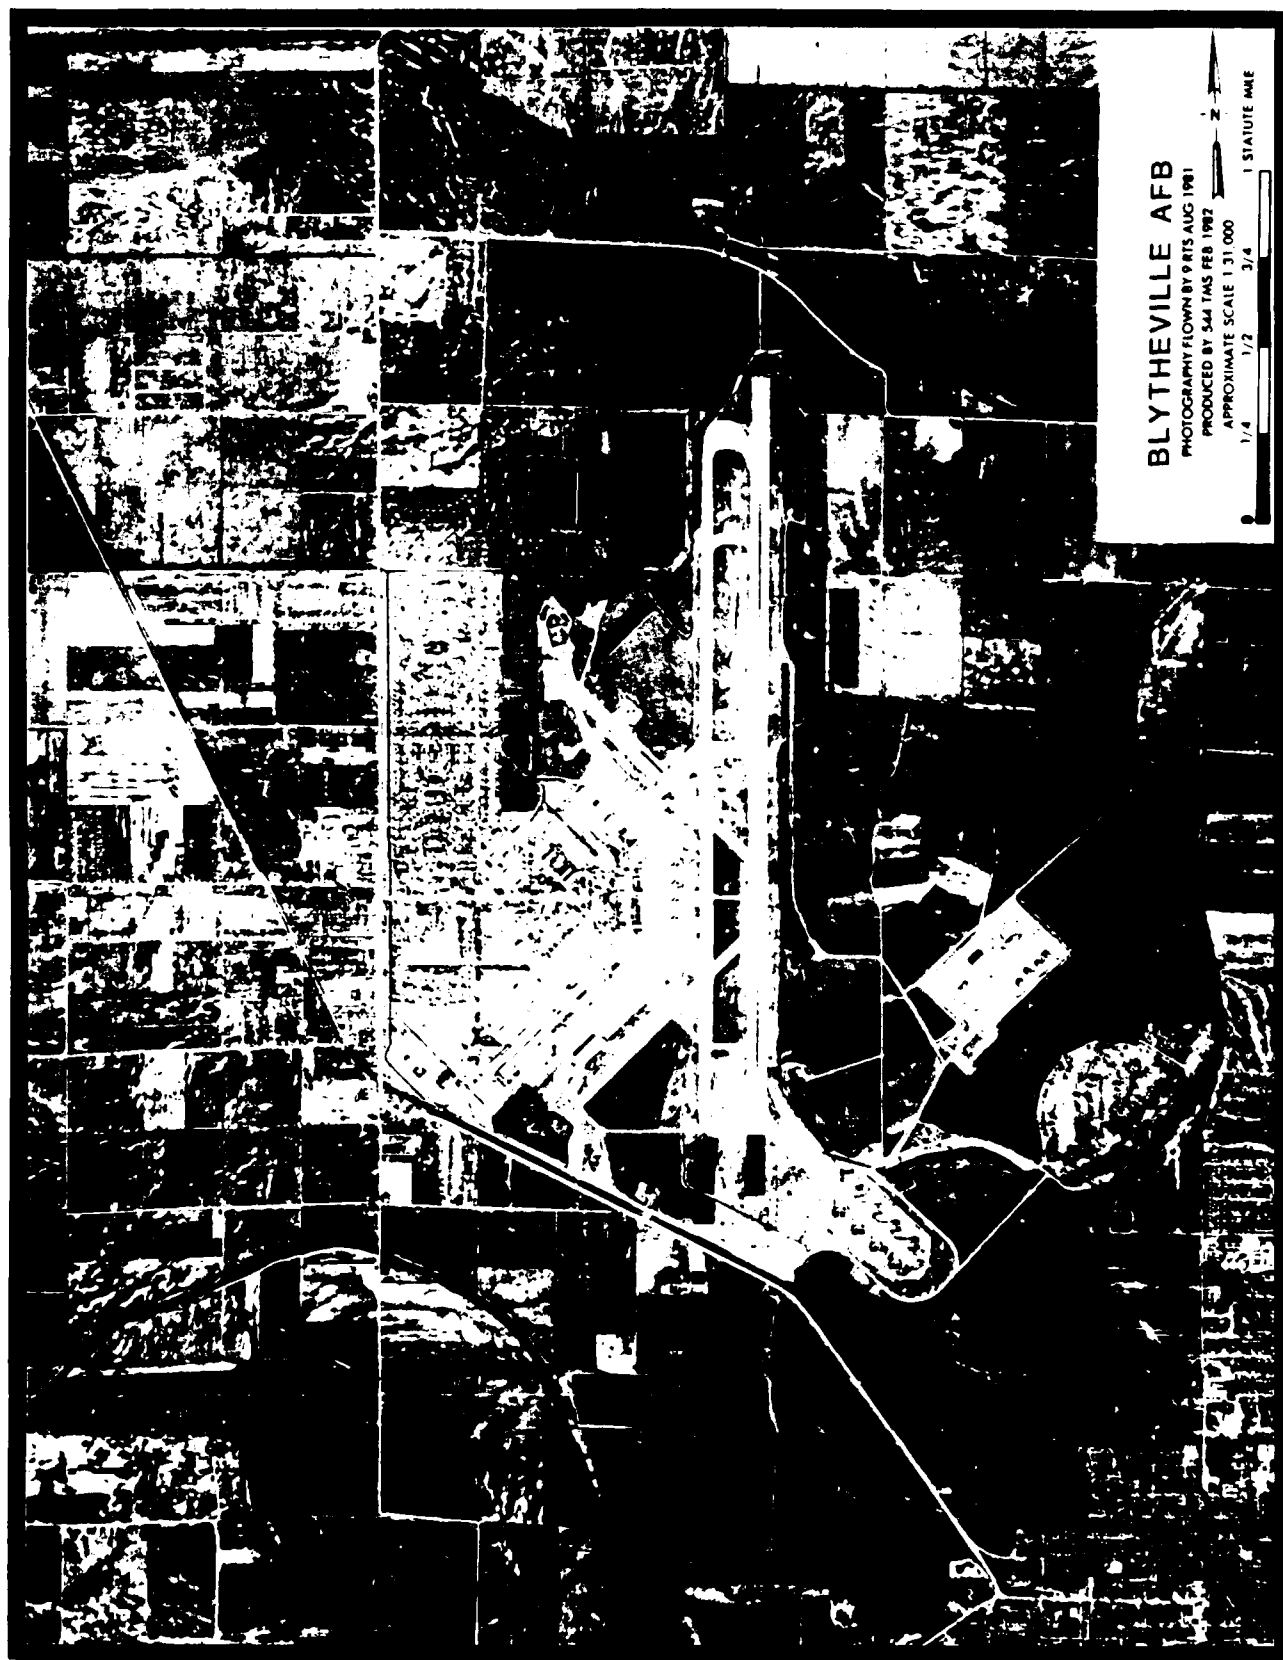 BLYTHEVILLE AFB
PHOTOGRAPHY FLOWN BY 9 RTS AUG 1981
PRODUCED BY 544 TMS FEB 1982
APPROXIMATE SCALE 1:31,000
N
0 1/4 1/2 3/4 1 STATUTE MILE